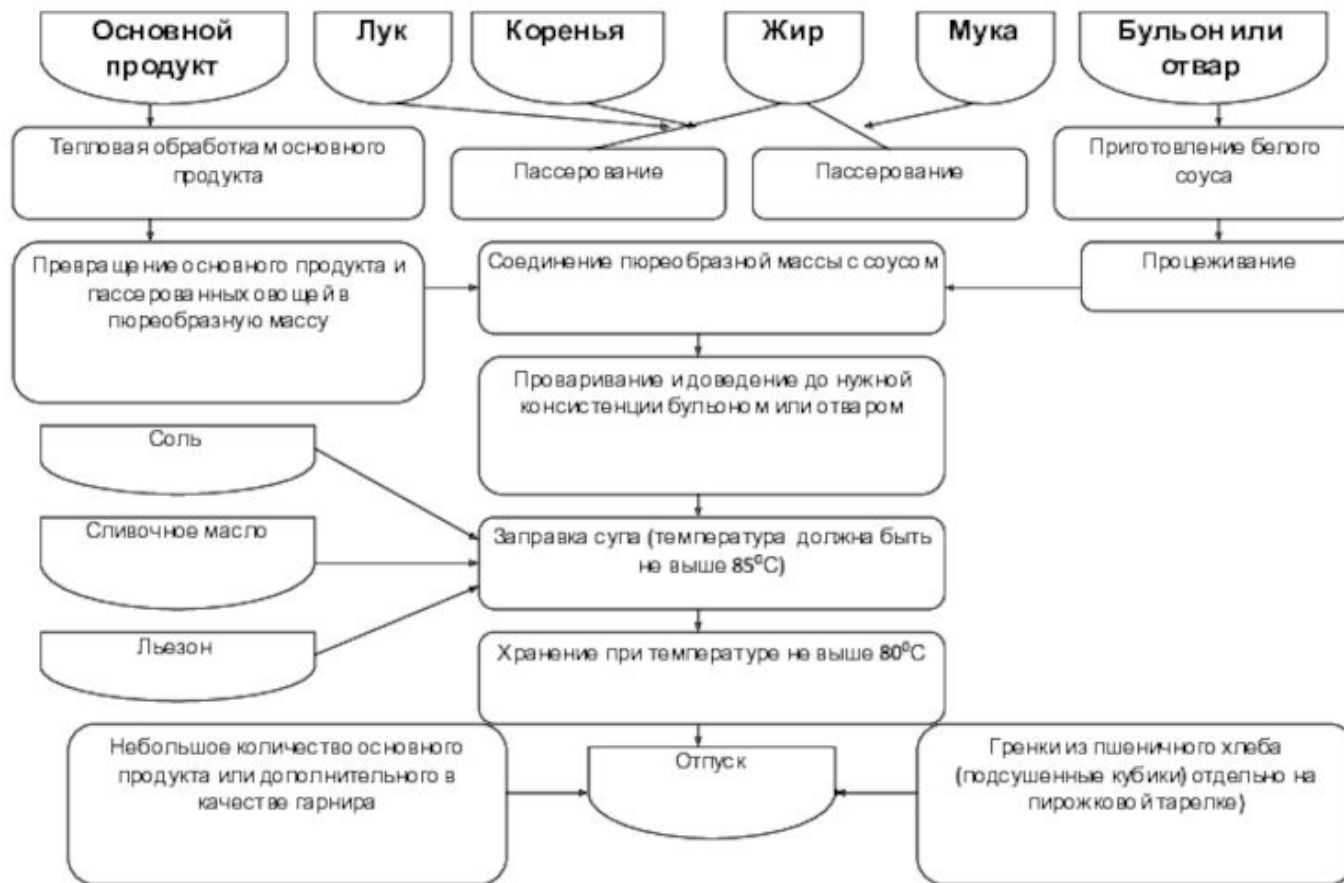 Основной
продукт
Лук
Коренья
Жир
Мука
Бульон или
отвар
Тепловая обработка м основного
продукта
Пассерование
Пассерование
Приготовление белого
соуса
Превращение основного продукта и
пассерованных овощей в
пюреобразную массу
Соединение пюреобразной массы с соусом
Процеживание
Проваривание и доведение до нужной
консистенции бульоном или отваром
Соль
Сливочное масло
Льезон
Заправка супа (температура должна быть
не выше 85⁰С)
Хранение при температуре не выше 80⁰С
Небольшое количество основного
продукта или дополнительного в
качестве гарнира
Отпуск
Гренки из пшеничного хлеба
(подсушенные кубики) отдельно на
пирожковой тарелке)